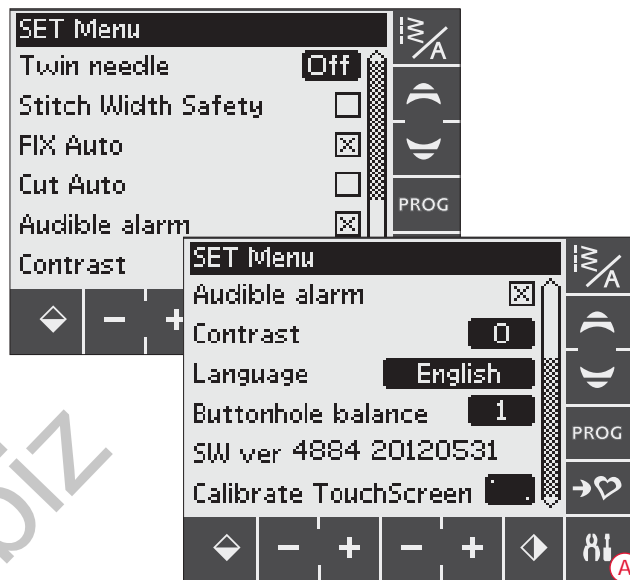 SET Menu
Twin needle Off
Stitch Width Safety
FIX Auto
Cut Auto
Audible alarm
Contrast
A
PROG
- +
SET Menu
Audible alarm
Contrast 0
Language English
Buttonhole balance 1
SW ver 4884 20120531
Calibrate TouchScreen
A
PROG
- + - +
A
biz